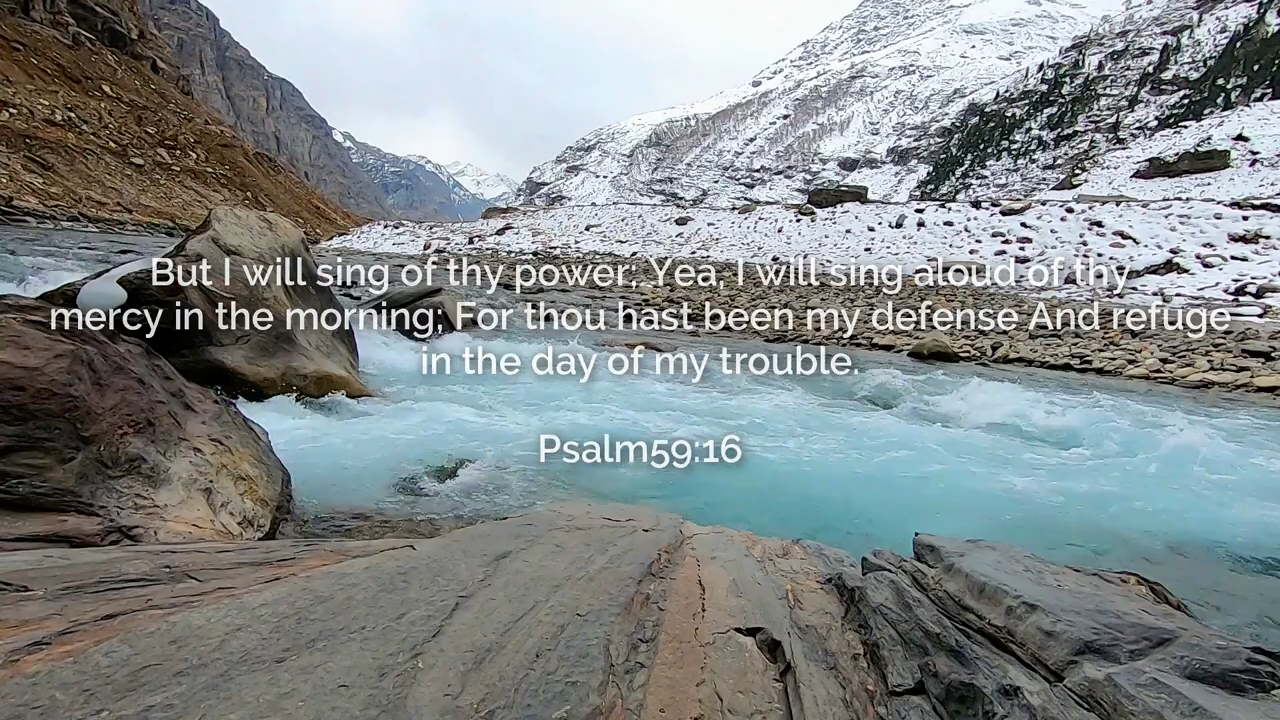 But I will sing of thy power; Yea, I will sing aloud of thy
mercy in the morning; For thou hast been my defense And refuge
in the day of my trouble.
Psalm59:16